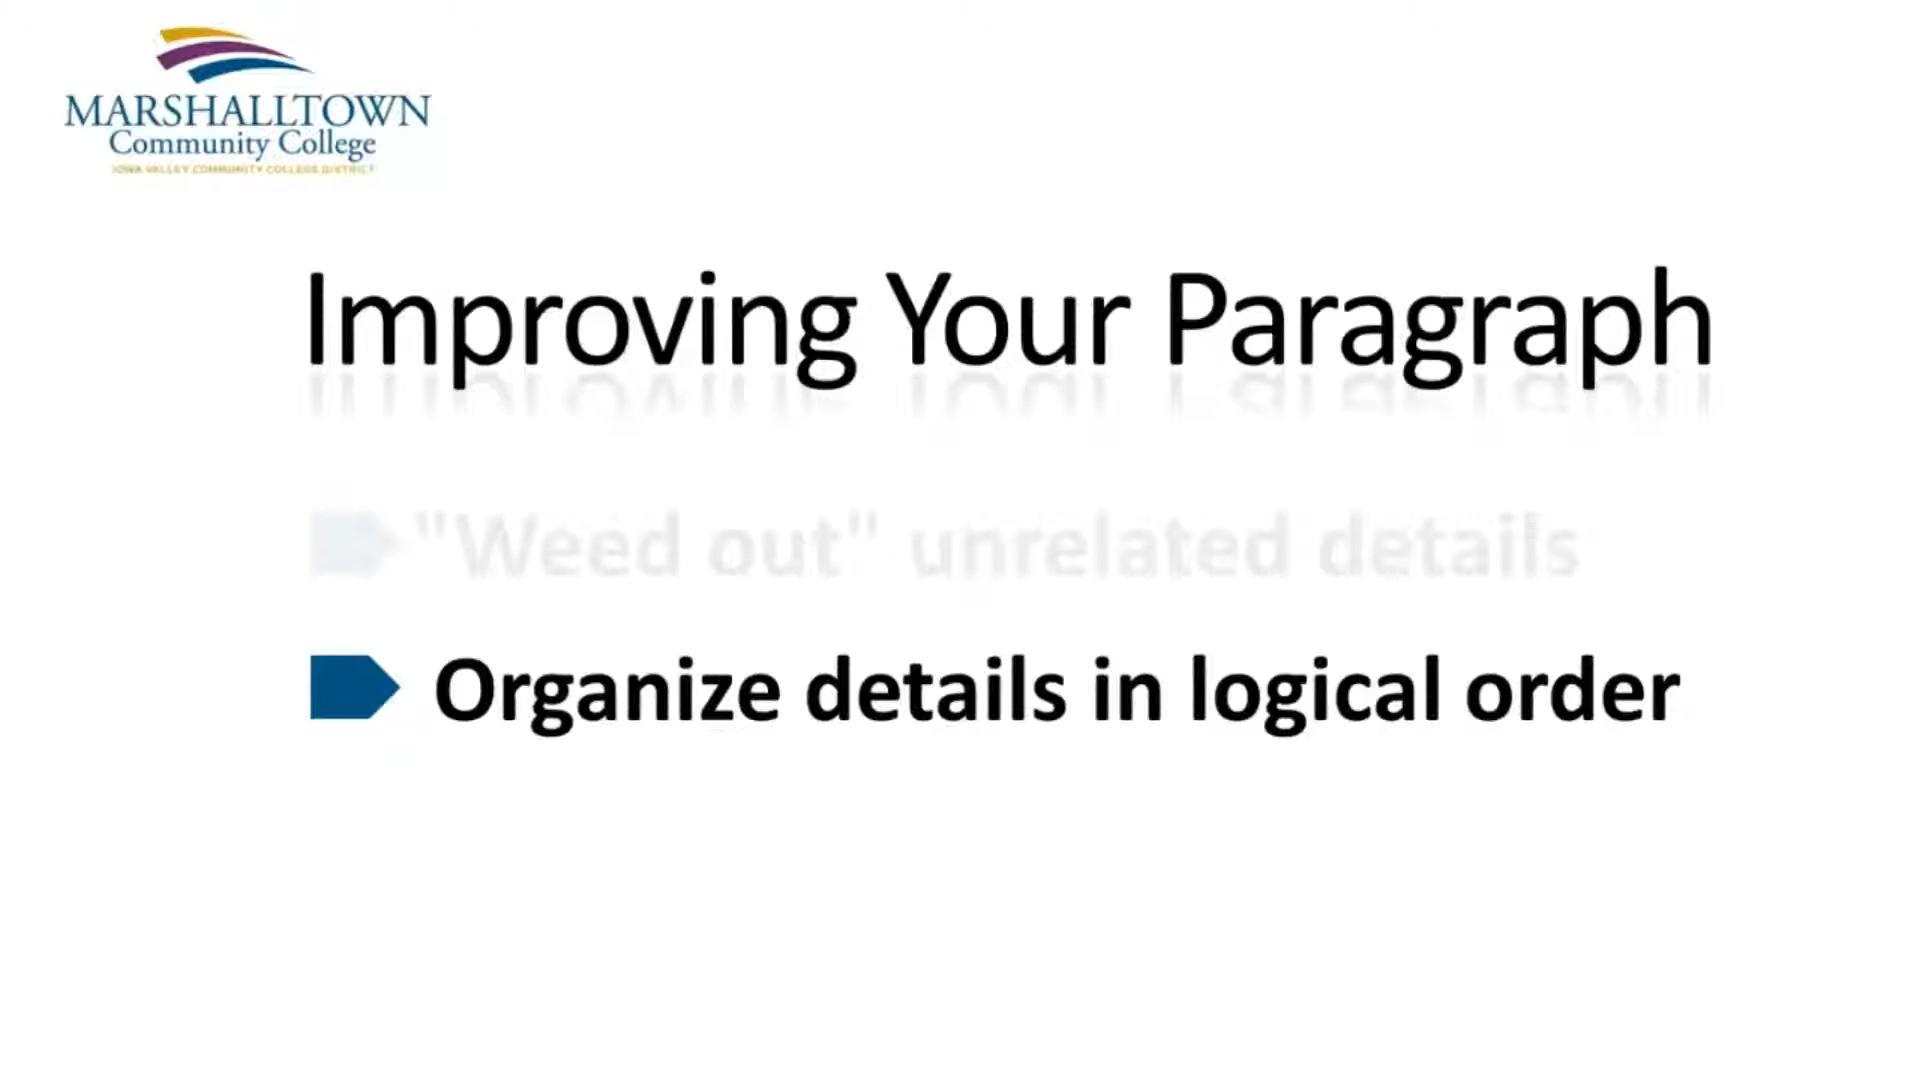 MARSHALLTOWN
Community College
IOWA VALLEY COMMUNITY COLLEGE DISTRICT
Improving Your Paragraph
"Weed out" unrelated details
Organize details in logical order